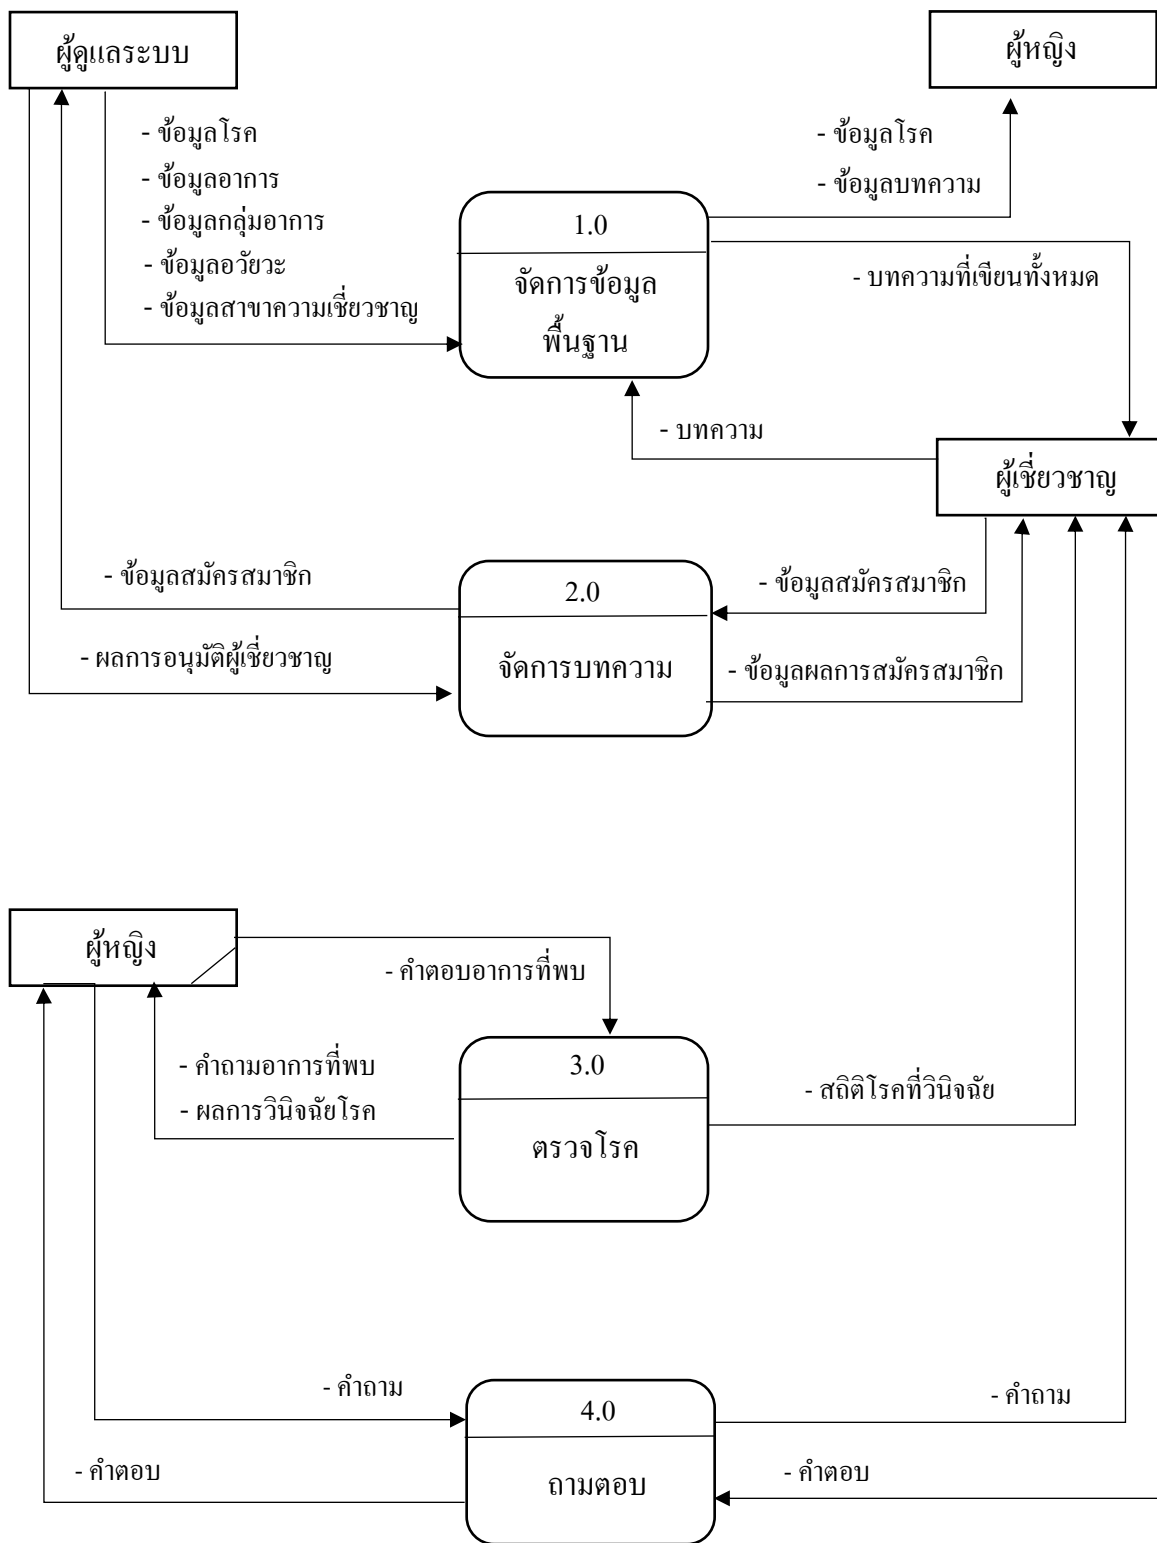 ผู้ดูแลระบบ
ผู้หญิง
- ข้อมูลโรค
- ข้อมูลอาการ
- ข้อมูลกลุ่มอาการ
- ข้อมูลอวัยวะ
- ข้อมูลสาขาความเชี่ยวชาญ
- ข้อมูลโรค
- ข้อมูลบทความ
1.0
จัดการข้อมูล
พื้นฐาน
- บทความที่เขียนทั้งหมด
- บทความ
ผู้เชี่ยวชาญ
- ข้อมูลสมัครสมาชิก
2.0
- ข้อมูลสมัครสมาชิก
- ผลการอนุมัติผู้เชี่ยวชาญ
จัดการบทความ
- ข้อมูลผลการสมัครสมาชิก
ผู้หญิง
- คำตอบอาการที่พบ
- คำถามอาการที่พบ
- ผลการวินิจฉัยโรค
3.0
ตรวจโรค
- สถิติโรคที่วินิจฉัย
- คำถาม
4.0
- คำถาม
- คำตอบ
ถามตอบ
- คำตอบ